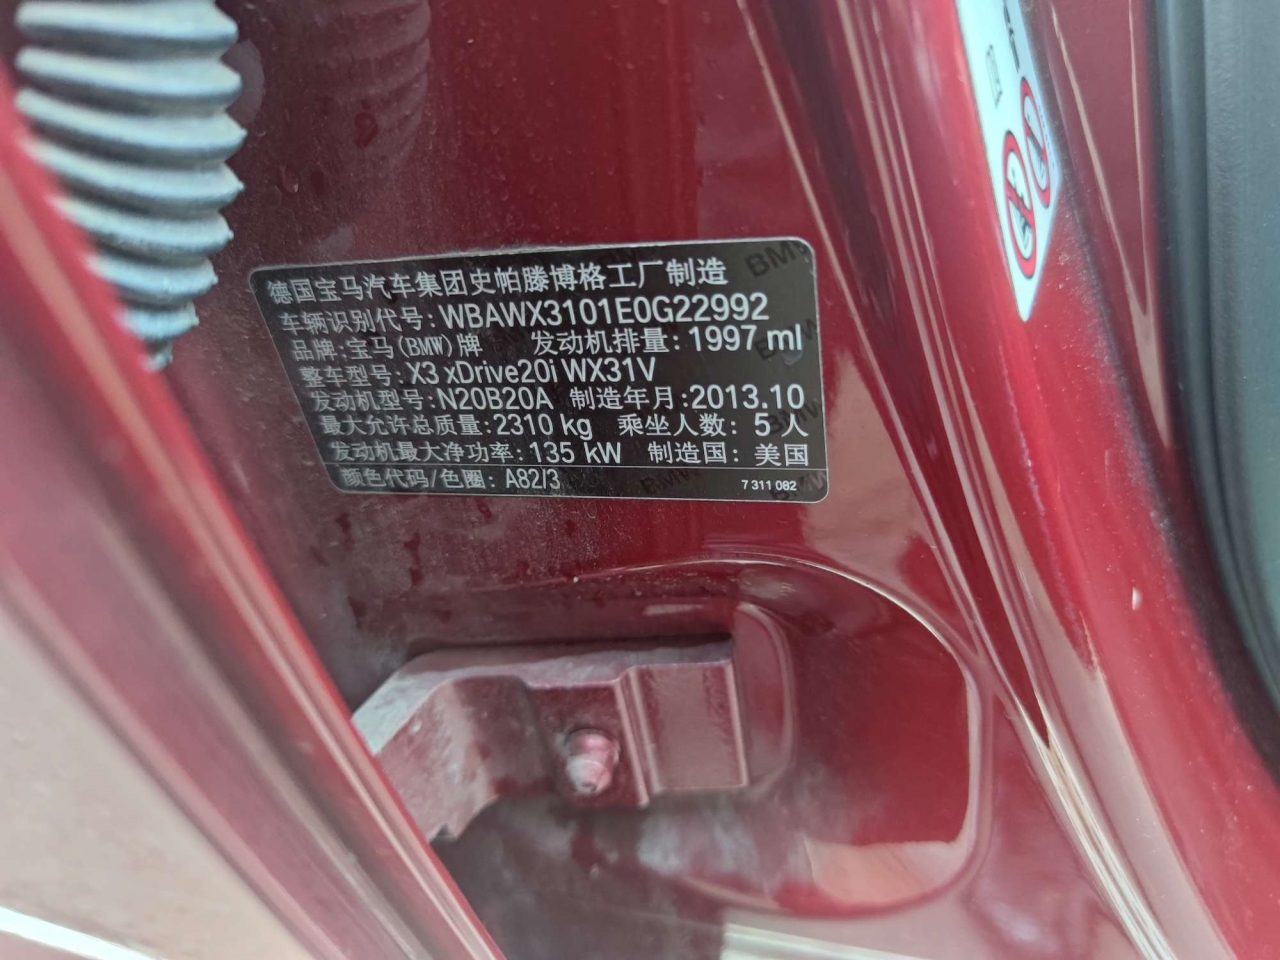 德国宝马汽车集团史帕滕博格工厂制造
车辆识别代号:WBAWX3101E0G22992
品牌:宝马(BMW)牌 发动机排量:1997 ml
整车型号:X3 xDrive20i WX31V
发动机型号:N20B20A 制造年月:2013.10
最大允许总质量:2310 kg 乘坐人数:5人
发动机最大净功率:135 kW 制造国:美国
颜色代码/色圈:A82/3 7 311 082